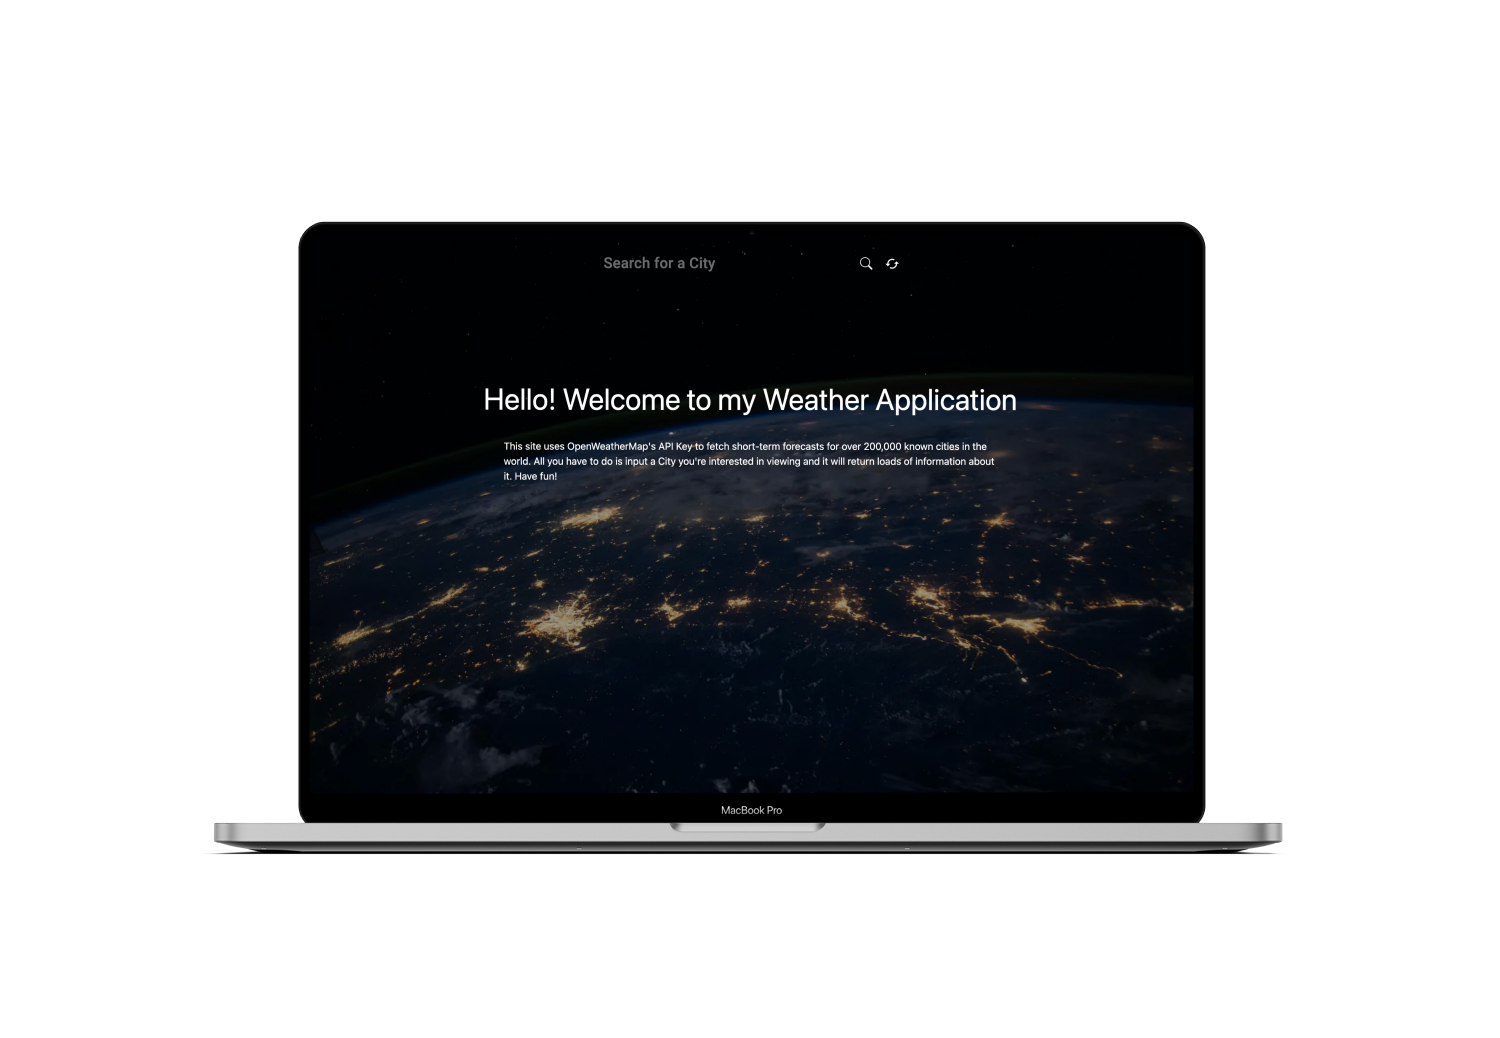 Search for a City
Hello! Welcome to my Weather Application
This site uses OpenWeatherMap's API Key to fetch short-term forecasts for over 200,000 known cities in the
world. All you have to do is input a City you're interested in viewing and it will return loads of information about
it. Have fun!
MacBook Pro